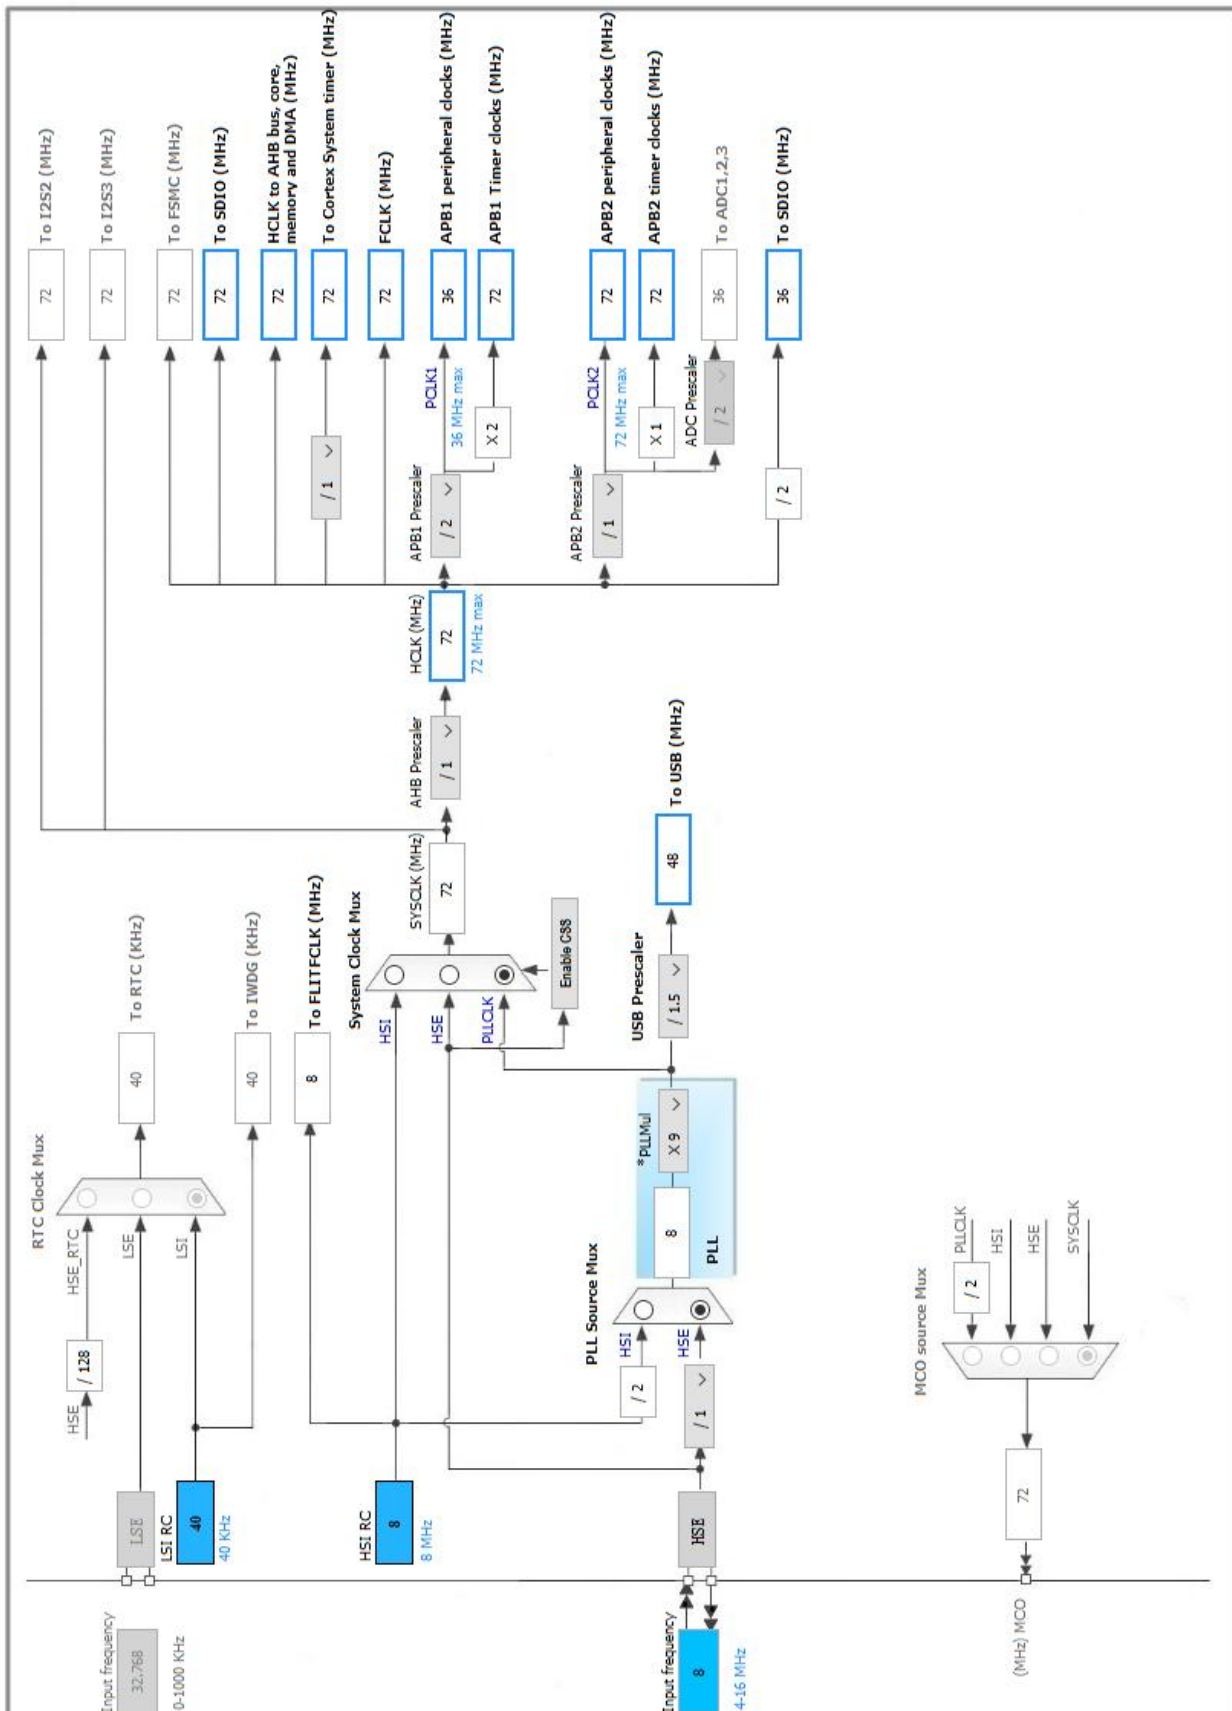 Input frequency
32.768
0-1000 KHz
LSE
LSI RC
40
40 KHz
HSE
/ 128
HSE_RTC
LSE
LSI
RTC Clock Mux
40
To RTC (KHz)
40
To IWDG (KHz)
8
To FLITFCLK (MHz)
HSI RC
8
8 MHz
Input frequency
8
4-16 MHz
HSE
/ 2
/ 1
HSI
HSE
PLL Source Mux
8
*PLLMul
X 9
PLL
USB Prescaler
/ 1.5
48
To USB (MHz)
System Clock Mux
HSI
HSE
PLLCLK
Enable CSS
SYSCLK (MHz)
72
AHB Prescaler
/ 1
HCLK (MHz)
72
72 MHz max
72
To I2S2 (MHz)
72
To I2S3 (MHz)
72
To FSMC (MHz)
72
To SDIO (MHz)
72
HCLK to AHB bus, core,
memory and DMA (MHz)
/ 1
72
To Cortex System timer (MHz)
72
FCLK (MHz)
APB1 Prescaler
/ 2
PCLK1
36 MHz max
36
APB1 peripheral clocks (MHz)
X 2
72
APB1 Timer clocks (MHz)
APB2 Prescaler
/ 1
PCLK2
72 MHz max
72
APB2 peripheral clocks (MHz)
X 1
72
APB2 timer clocks (MHz)
ADC Prescaler
/ 2
36
To ADC1,2,3
/ 2
36
To SDIO (MHz)
MCO source Mux
PLLCLK
/ 2
HSI
HSE
SYSCLK
72
(MHz) MCO